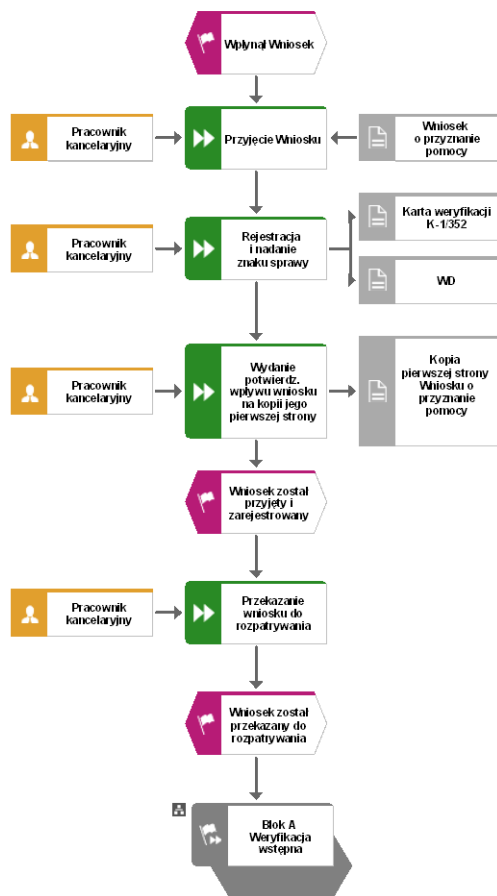 Wpłynął Wniosek
Pracownik
kancelaryjny
Przyjęcie Wniosku
Wniosek
o przyznanie
pomocy
Pracownik
kancelaryjny
Rejestracja
i nadanie
znaku sprawy
Karta weryfikacji
K-1/352
WD
Pracownik
kancelaryjny
Wydanie
potwierdz.
wpływu wniosku
na kopii jego
pierwszej strony
Kopia
pierwszej strony
Wniosku o
przyznanie
pomocy
Wniosek został
przyjęty i
zarejestrowany
Pracownik
kancelaryjny
Przekazanie
wniosku do
rozpatrywania
Wniosek został
przekazany do
rozpatrywania
Blok A
Weryfikacja
wstępna